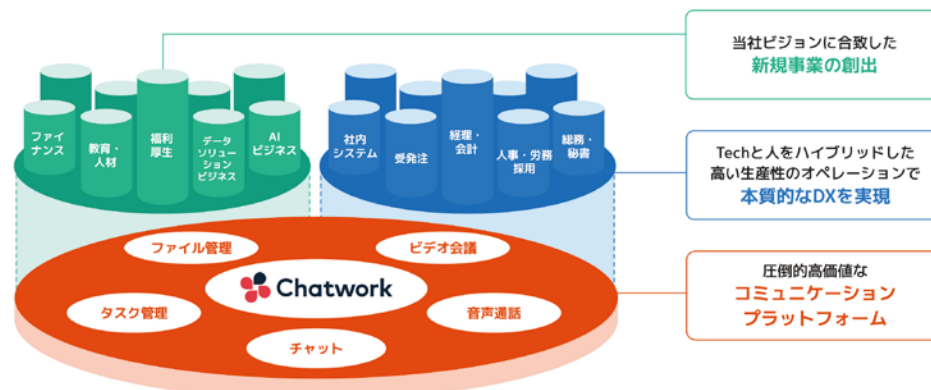 当社ビジョンに合致した
新規事業の創出
ファイ
ナンス
教育・
人材
福利
厚生
データ
ソリュー
ション
ビジネス
AI
ビジネス
社内
システム
受発注
経理・
会計
人事・労務
採用
総務・
秘書
Techと人をハイブリッドした
高い生産性のオペレーションで
本質的なDXを実現
ファイル管理
ビデオ会議
Chatwork
タスク管理
音声通話
チャット
圧倒的高価値な
コミュニケーション
プラットフォーム